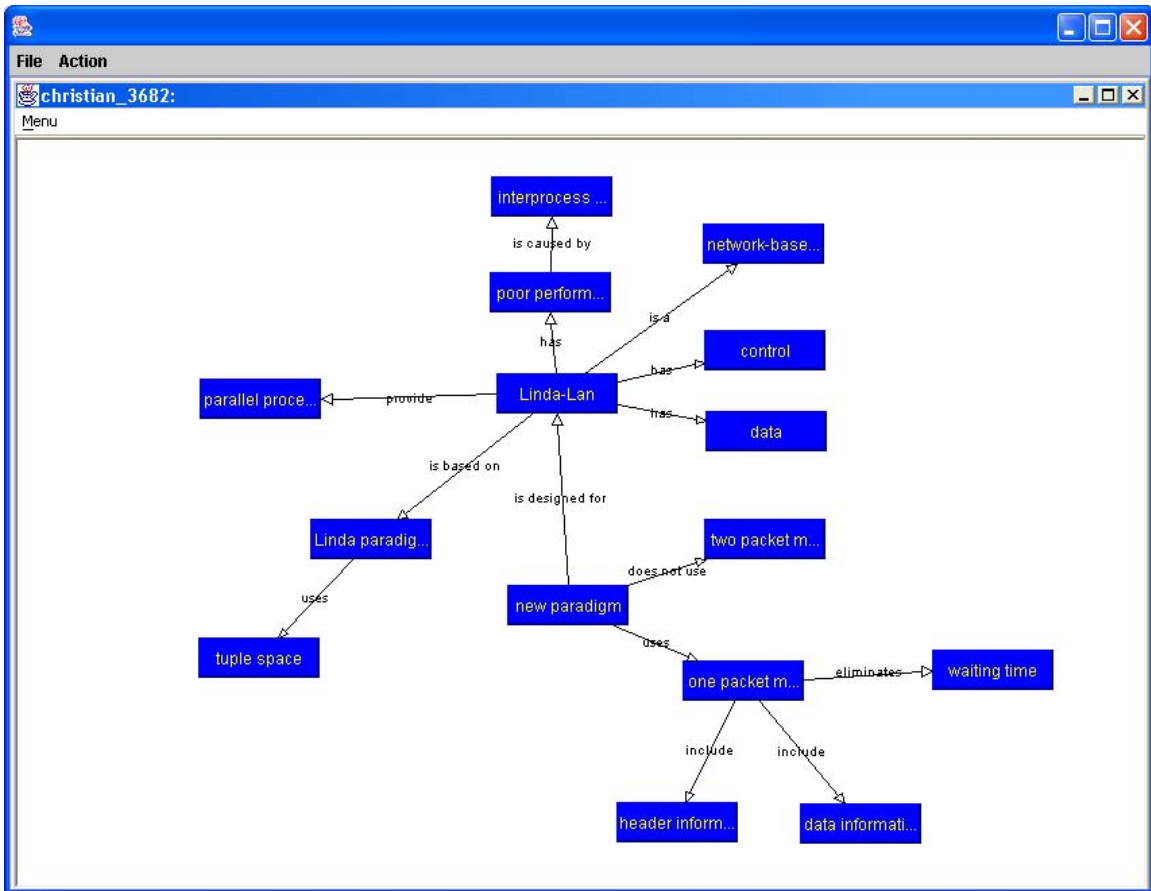 File Action
christian_3682:
Menu
interprocess ...
is caused by
network-base...
poor perform...
is a
has
control
has
Linda-Lan
parallel proce...
provide
has
data
is based on
is designed for
Linda paradig...
two packet m...
does not use
uses
new paradigm
uses
tuple space
one packet m...
eliminates
waiting time
include
include
header inform...
data informati...